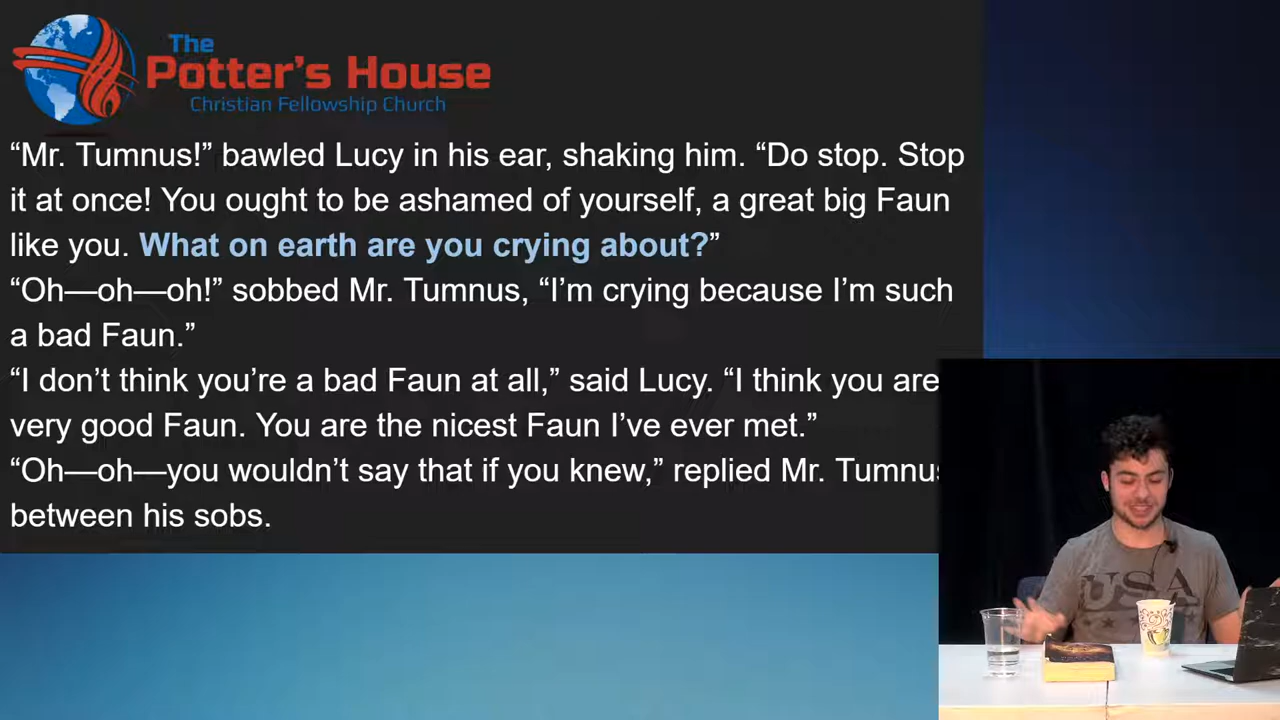 The
Potter's House
Christian Fellowship Church
“Mr. Tumnus!” bawled Lucy in his ear, shaking him. “Do stop. Stop
it at once! You ought to be ashamed of yourself, a great big Faun
like you. What on earth are you crying about?”
“Oh—oh—oh!” sobbed Mr. Tumnus, “I’m crying because I’m such
a bad Faun.”
“I don’t think you’re a bad Faun at all,” said Lucy. “I think you are
very good Faun. You are the nicest Faun I’ve ever met.”
“Oh—oh—you wouldn’t say that if you knew,” replied Mr. Tumnus
between his sobs.
USA